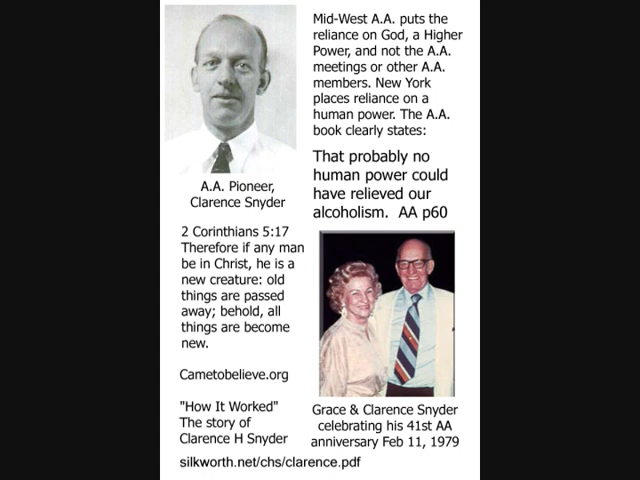 Mid-West A.A. puts the
reliance on God, a Higher
Power, and not the A.A.
meetings or other A.A.
members. New York
places reliance on a
human power. The A.A.
book clearly states:
That probably no
human power could
have relieved our
alcoholism.  AA p60
A.A. Pioneer,
Clarence Snyder
2 Corinthians 5:17
Therefore if any man
be in Christ, he is a
new creature: old
things are passed
away; behold, all
things are become
new.
Cametobelieve.org
"How It Worked"
The story of
Clarence H Snyder
Grace & Clarence Snyder
celebrating his 41st AA
anniversary Feb 11, 1979
silkworth.net/chs/clarence.pdf